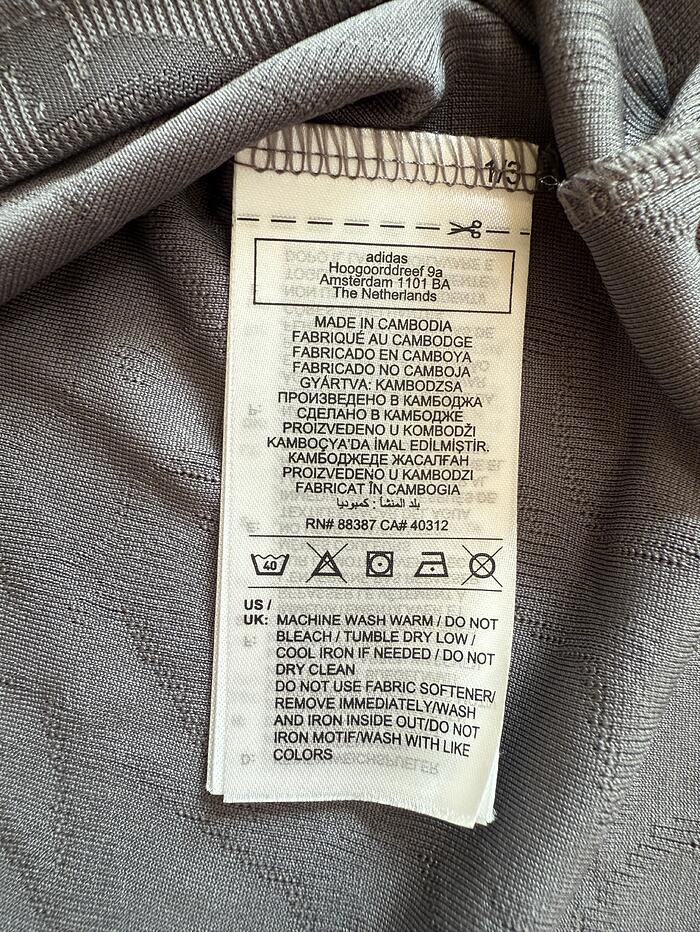 1/3
adidas
Hoogoorddreef 9a
Amsterdam 1101 BA
The Netherlands
MADE IN CAMBODIA
FABRIQUÉ AU CAMBODGE
FABRICADO EN CAMBOYA
FABRICADO NO CAMBOJA
GYÁRTVA: KAMBODZSA
ПРОИЗВЕДЕНО В КАМБОДЖА
СДЕЛАНО В КАМБОДЖЕ
PROIZVEDENO U KOMBODŽI
KAMBOÇYA'DA İMAL EDİLMİŞTİR.
КАМБОДЖЕДЕ ЖАСАЛҒАН
PROIZVEDENO U KAMBODZI
FABRICAT ÎN CAMBOGIA
بلد المنشأ : كمبوديا
RN# 88387 CA# 40312
40
US /
UK: MACHINE WASH WARM / DO NOT
BLEACH / TUMBLE DRY LOW /
COOL IRON IF NEEDED / DO NOT
DRY CLEAN
DO NOT USE FABRIC SOFTENER/
REMOVE IMMEDIATELY/WASH
AND IRON INSIDE OUT/DO NOT
IRON MOTIF/WASH WITH LIKE
COLORS